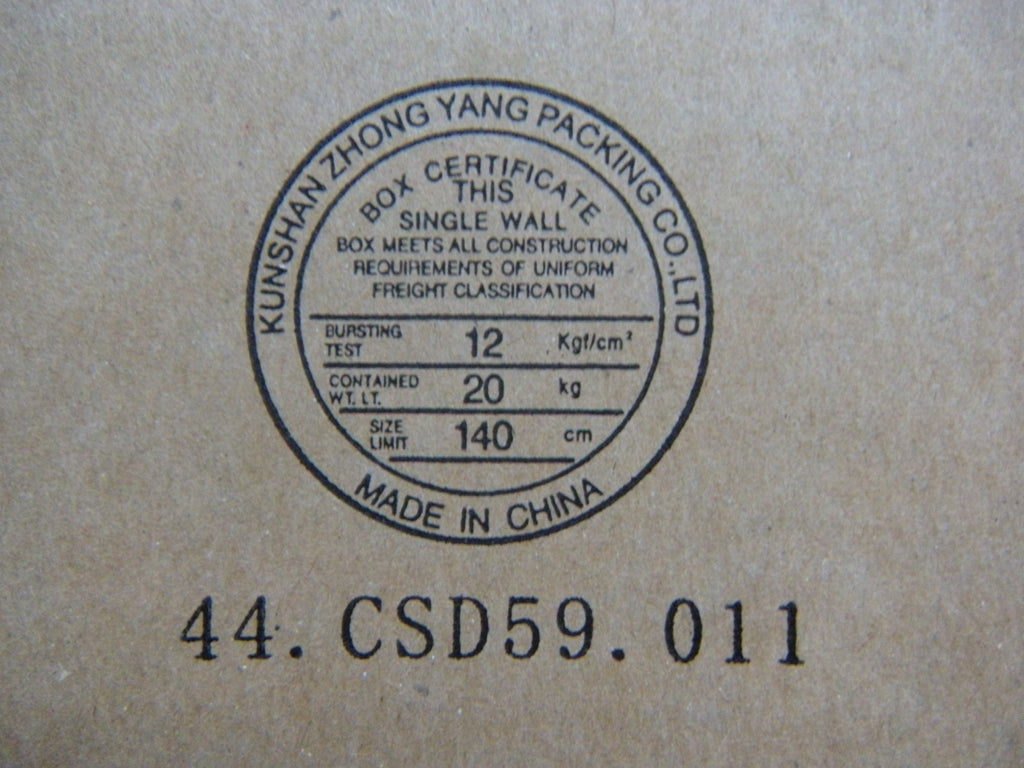 KUNSHAN ZHONG YANG PACKING CO.,LTD
BOX CERTIFICATE
THIS
SINGLE WALL
BOX MEETS ALL CONSTRUCTION
REQUIREMENTS OF UNIFORM
FREIGHT CLASSIFICATION
BURSTING TEST 12 Kgf/cm²
CONTAINED WT. LT. 20 kg
SIZE LIMIT 140 cm
MADE IN CHINA
44. CSD59. 011